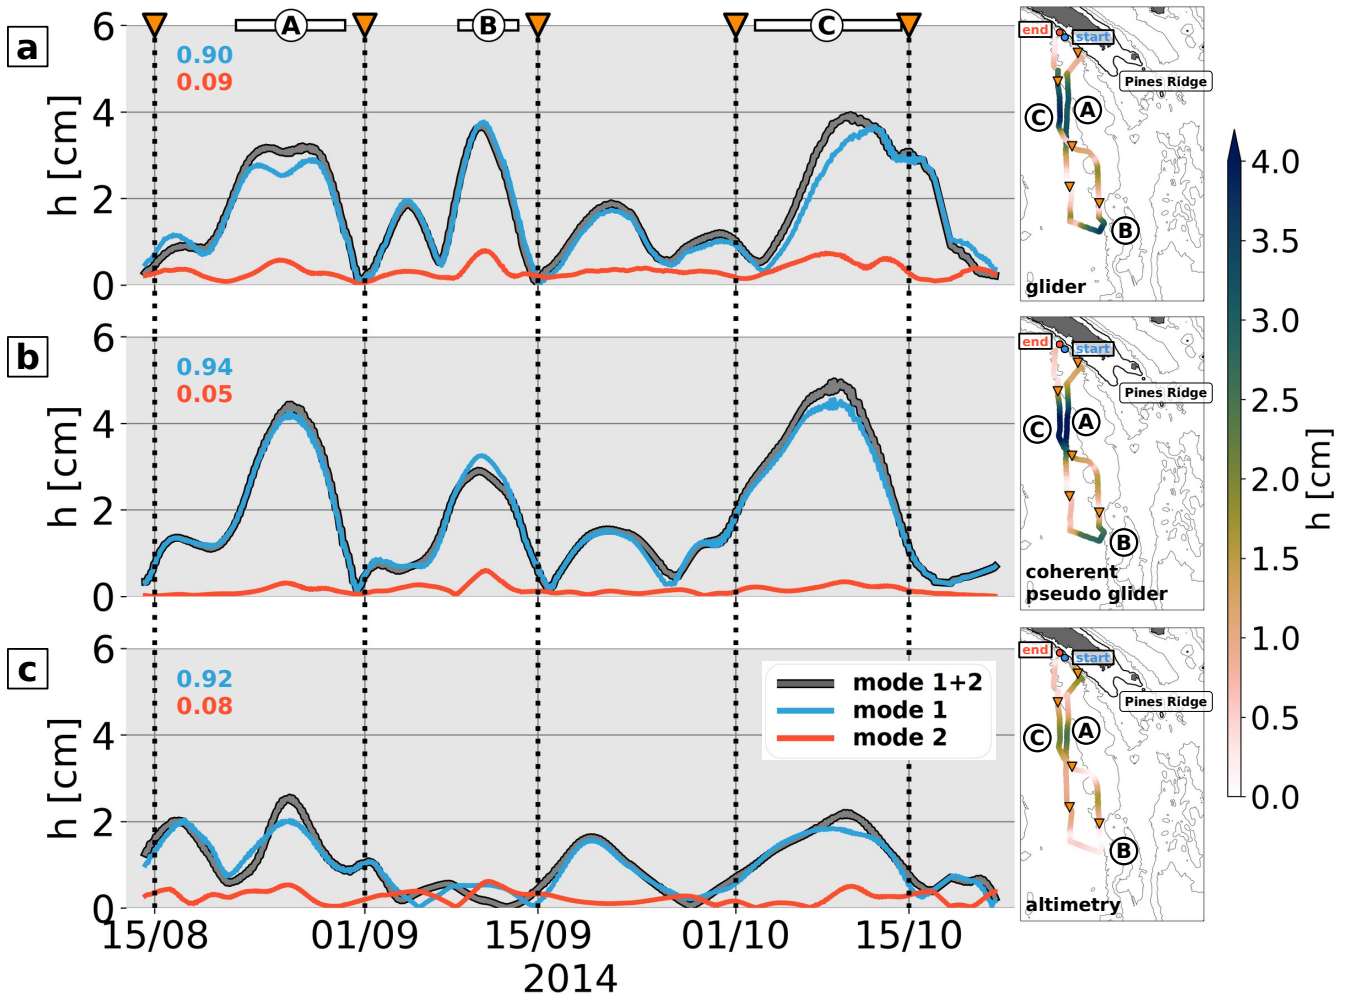 a
6
4
2
0
h [cm]
0.90
0.09
A
B
C
end
start
Pines Ridge
C
A
B
glider
b
6
4
2
0
h [cm]
0.94
0.05
end
start
Pines Ridge
C
A
B
coherent
pseudo glider
c
6
4
2
0
h [cm]
0.92
0.08
mode 1+2
mode 1
mode 2
end
start
Pines Ridge
C
A
B
altimetry
15/08
01/09
15/09
01/10
15/10
2014
4.0
3.5
3.0
2.5
2.0
1.5
1.0
0.5
0.0
h [cm]